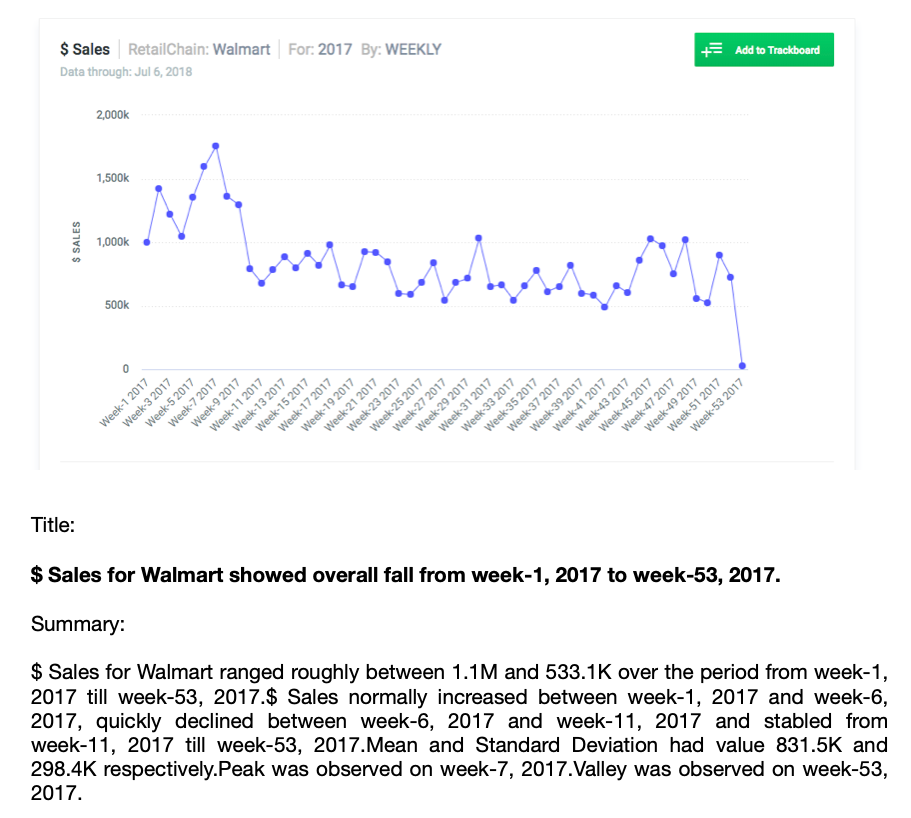 $ Sales RetailChain: Walmart For: 2017 By: WEEKLY
Add to Trackboard
Data through: Jul 6, 2018
2,000k
1,500k
1,000k
500k
0
$ SALES
Week-1 2017
Week-3 2017
Week-5 2017
Week-7 2017
Week-9 2017
Week-11 2017
Week-13 2017
Week-15 2017
Week-17 2017
Week-19 2017
Week-21 2017
Week-23 2017
Week-25 2017
Week-27 2017
Week-29 2017
Week-31 2017
Week-33 2017
Week-35 2017
Week-37 2017
Week-39 2017
Week-41 2017
Week-43 2017
Week-45 2017
Week-47 2017
Week-49 2017
Week-51 2017
Week-53 2017
Title:
$ Sales for Walmart showed overall fall from week-1, 2017 to week-53, 2017.
Summary:
$ Sales for Walmart ranged roughly between 1.1M and 533.1K over the period from week-1,
2017 till week-53, 2017.$ Sales normally increased between week-1, 2017 and week-6,
2017, quickly declined between week-6, 2017 and week-11, 2017 and stabled from
week-11, 2017 till week-53, 2017.Mean and Standard Deviation had value 831.5K and
298.4K respectively.Peak was observed on week-7, 2017.Valley was observed on week-53,
2017.